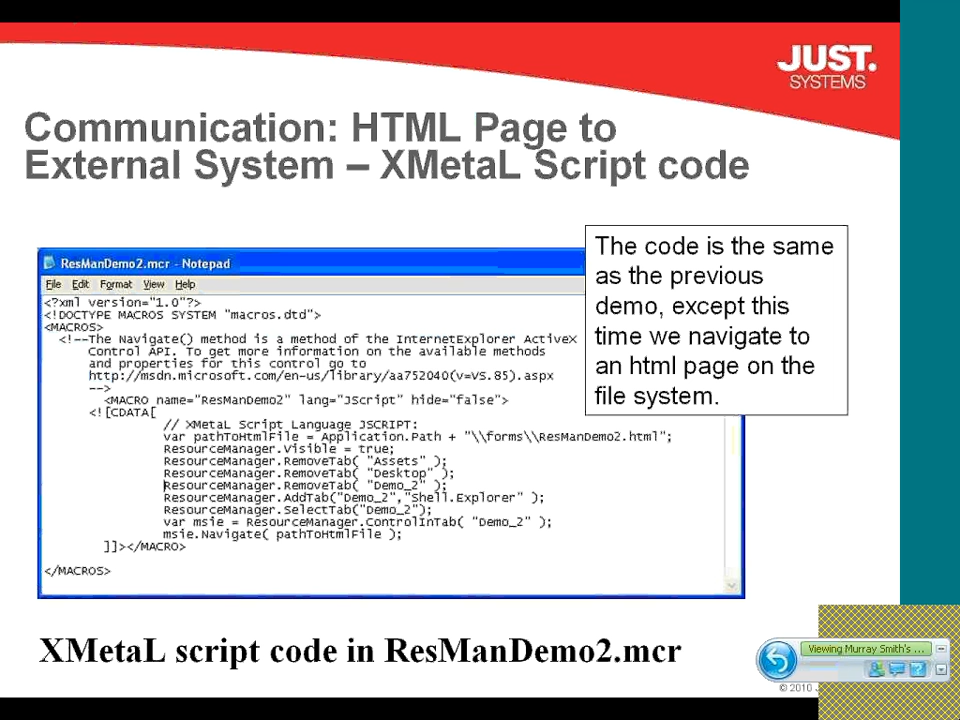 JUST.
SYSTEMS
Communication: HTML Page to
External System – XMetaL Script code
The code is the same
as the previous
demo, except this
time we navigate to
an html page on the
file system.
ResManDemo2.mcr - Notepad
File Edit Format View Help
<?xml version="1.0"?>
<!DOCTYPE MACROS SYSTEM "macros.dtd">
<MACROS>
<!--The Navigate() method is a method of the InternetExplorer ActiveX
Control API. To get more information on the available methods
and properties for this control go to
http://msdn.microsoft.com/en-us/library/aa752040(v=VS.85).aspx
-->
<MACRO name="ResManDemo2" lang="JScript" hide="false">
<![CDATA[
// XMetaL Script Language JSCRIPT:
var pathToHtmlFile = Application.Path + "\\forms\\ResManDemo2.html";
ResourceManager.Visible = true;
ResourceManager.RemoveTab( "Assets" );
ResourceManager.RemoveTab( "Desktop" );
ResourceManager.RemoveTab( "Demo_2" );
ResourceManager.AddTab("Demo_2","Shell.Explorer" );
ResourceManager.SelectTab("Demo_2");
var msie = ResourceManager.ControlInTab( "Demo_2" );
msie.Navigate( pathToHtmlFile );
]]></MACRO>
</MACROS>
XMetaL script code in ResManDemo2.mcr
Viewing Murray Smith's ...
© 2010 J